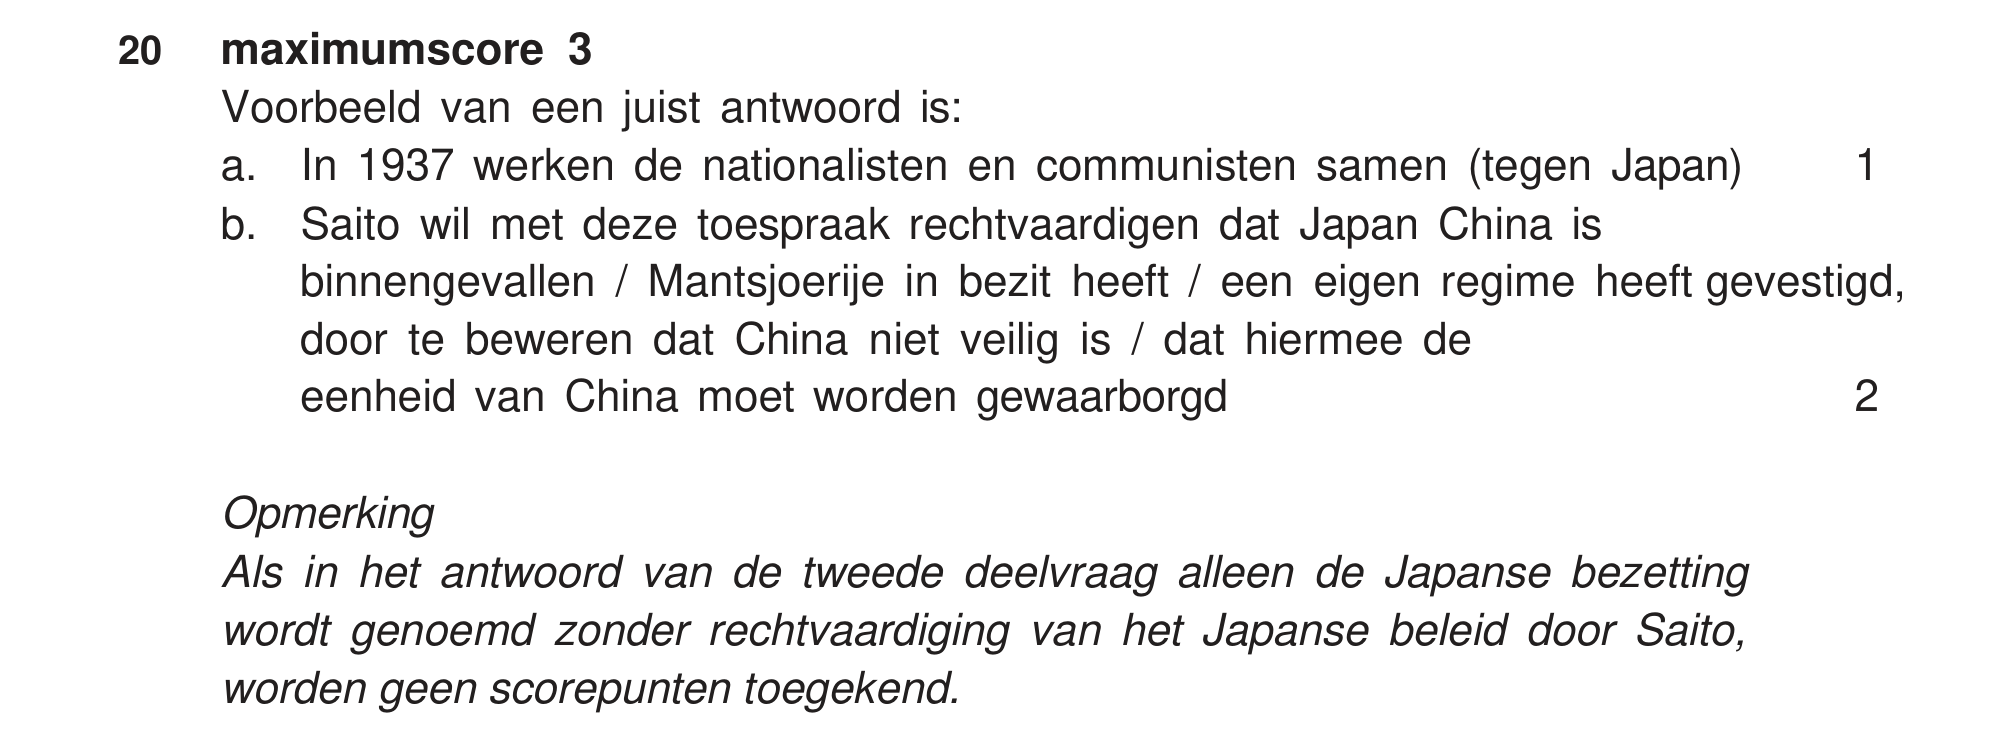 20 maximumscore 3
Voorbeeld van een juist antwoord is:
a. In 1937 werken de nationalisten en communisten samen (tegen Japan) 1
b. Saito wil met deze toespraak rechtvaardigen dat Japan China is
binnengevallen / Mantsjoerije in bezit heeft / een eigen regime heeft gevestigd,
door te beweren dat China niet veilig is / dat hiermee de
eenheid van China moet worden gewaarborgd 2
Opmerking
Als in het antwoord van de tweede deelvraag alleen de Japanse bezetting
wordt genoemd zonder rechtvaardiging van het Japanse beleid door Saito,
worden geen scorepunten toegekend.